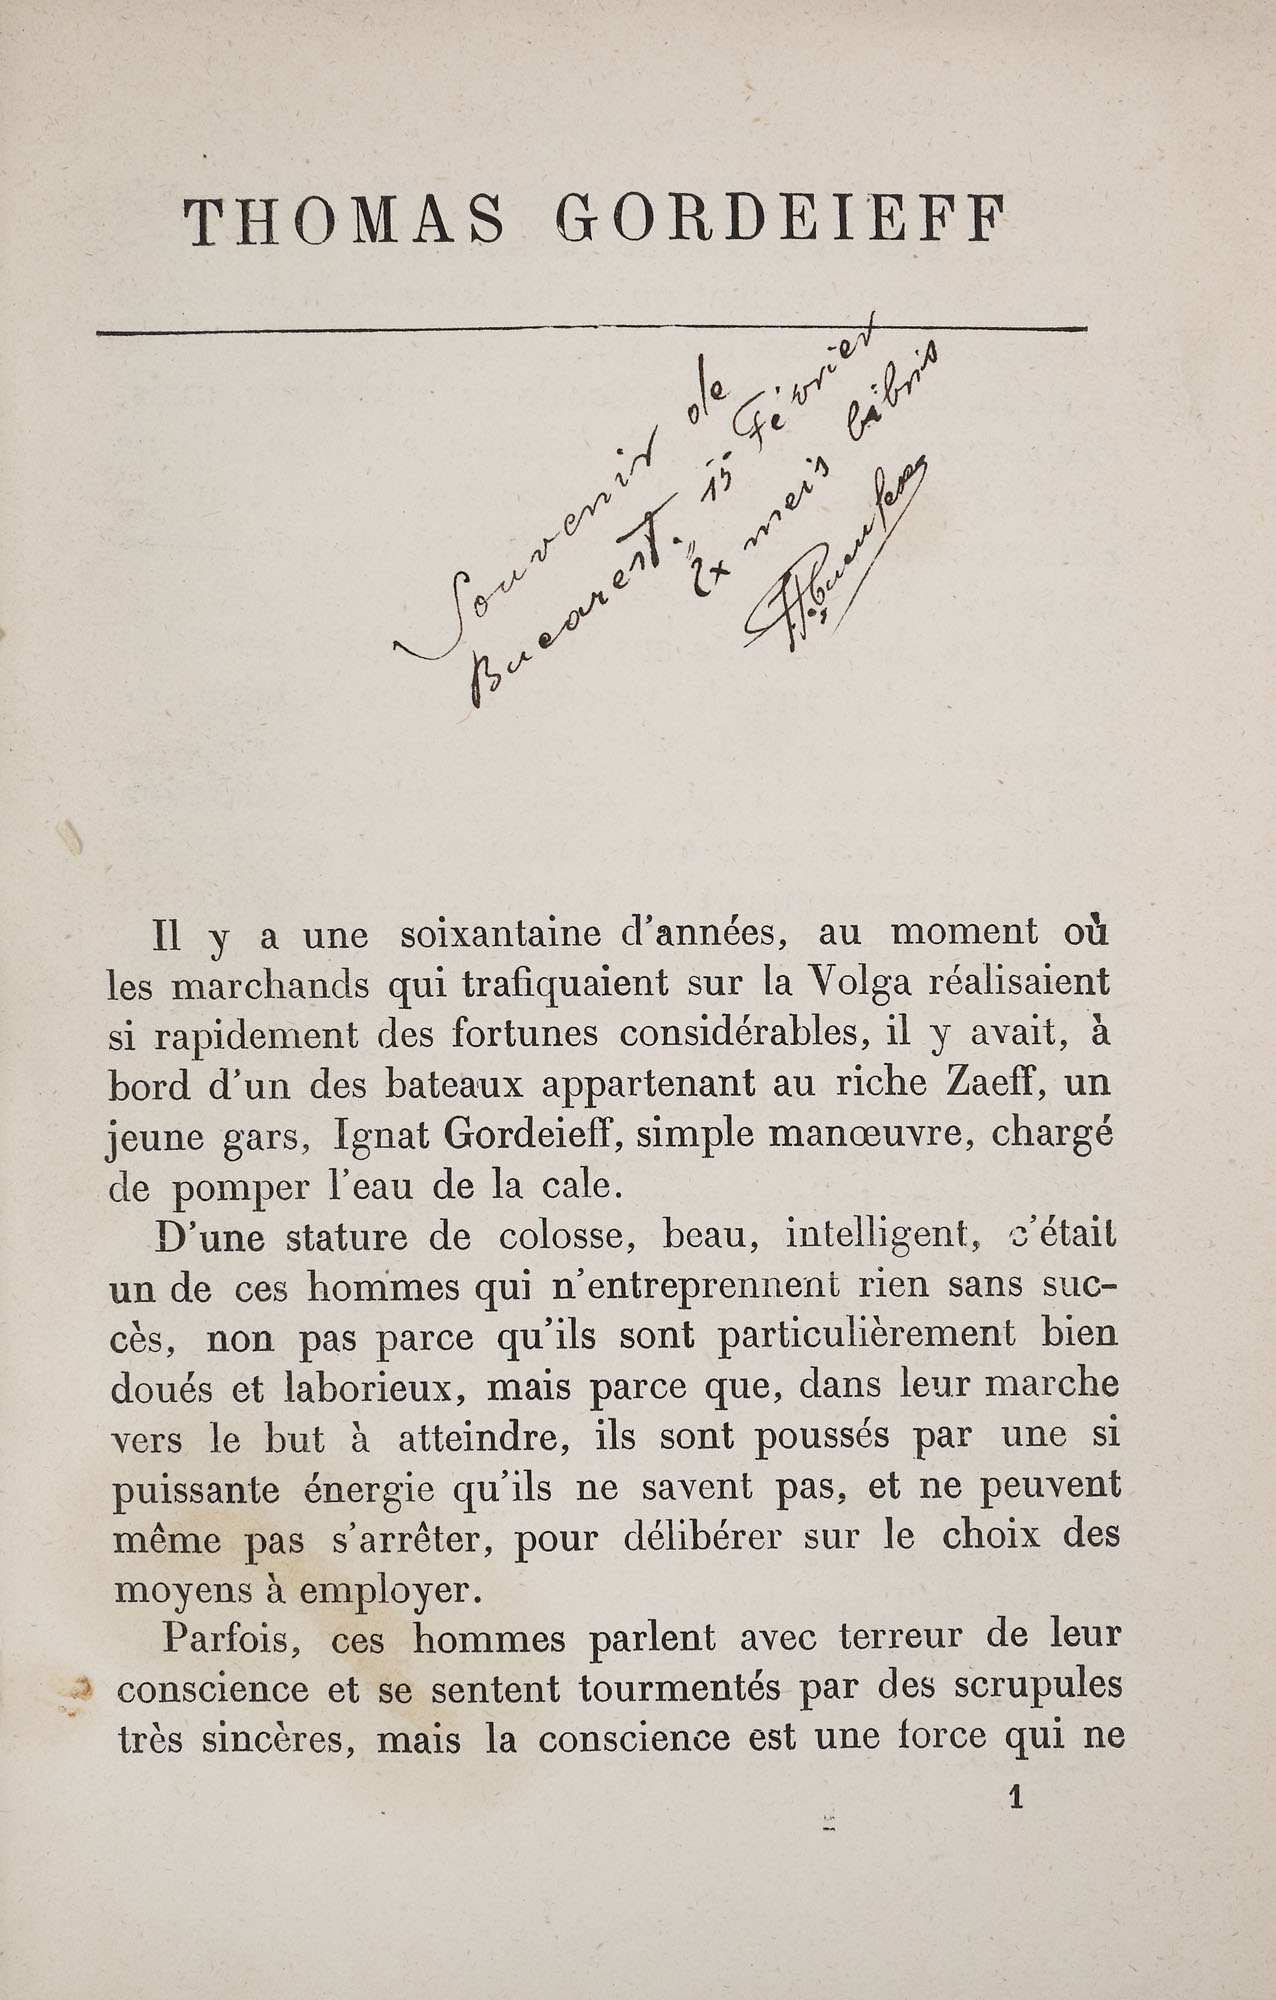 THOMAS GORDEIEFF
Souvenir de
Bucarest. 15 Février
Ex meis libris
Il y a une soixantaine d'années, au moment où
les marchands qui trafiquaient sur la Volga réalisaient
si rapidement des fortunes considérables, il y avait, à
bord d'un des bateaux appartenant au riche Zaeff, un
jeune gars, Ignat Gordeieff, simple manœuvre, chargé
de pomper l'eau de la cale.
D'une stature de colosse, beau, intelligent, c'était
un de ces hommes qui n'entreprennent rien sans suc-
cès, non pas parce qu'ils sont particulièrement bien
doués et laborieux, mais parce que, dans leur marche
vers le but à atteindre, ils sont poussés par une si
puissante énergie qu'ils ne savent pas, et ne peuvent
même pas s'arrêter, pour délibérer sur le choix des
moyens à employer.
Parfois, ces hommes parlent avec terreur de leur
conscience et se sentent tourmentés par des scrupules
très sincères, mais la conscience est une force qui ne
1